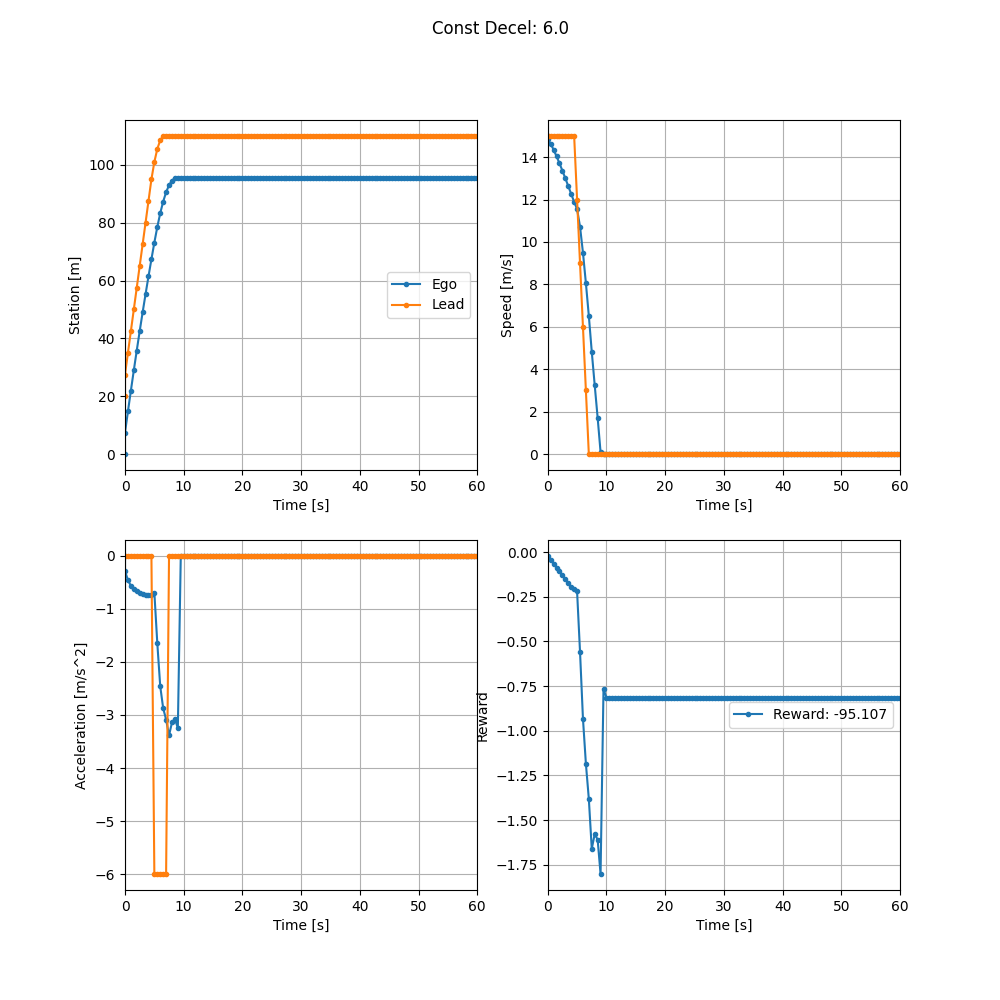 Const Decel: 6.0
100
80
60
40
20
0
Station [m]
Ego
Lead
0 10 20 30 40 50 60
Time [s]
14
12
10
8
6
4
2
0
Speed [m/s]
0 10 20 30 40 50 60
Time [s]
0
−1
−2
−3
−4
−5
−6
Acceleration [m/s^2]
0 10 20 30 40 50 60
Time [s]
0.00
−0.25
−0.50
−0.75
−1.00
−1.25
−1.50
−1.75
Reward
Reward: -95.107
0 10 20 30 40 50 60
Time [s]